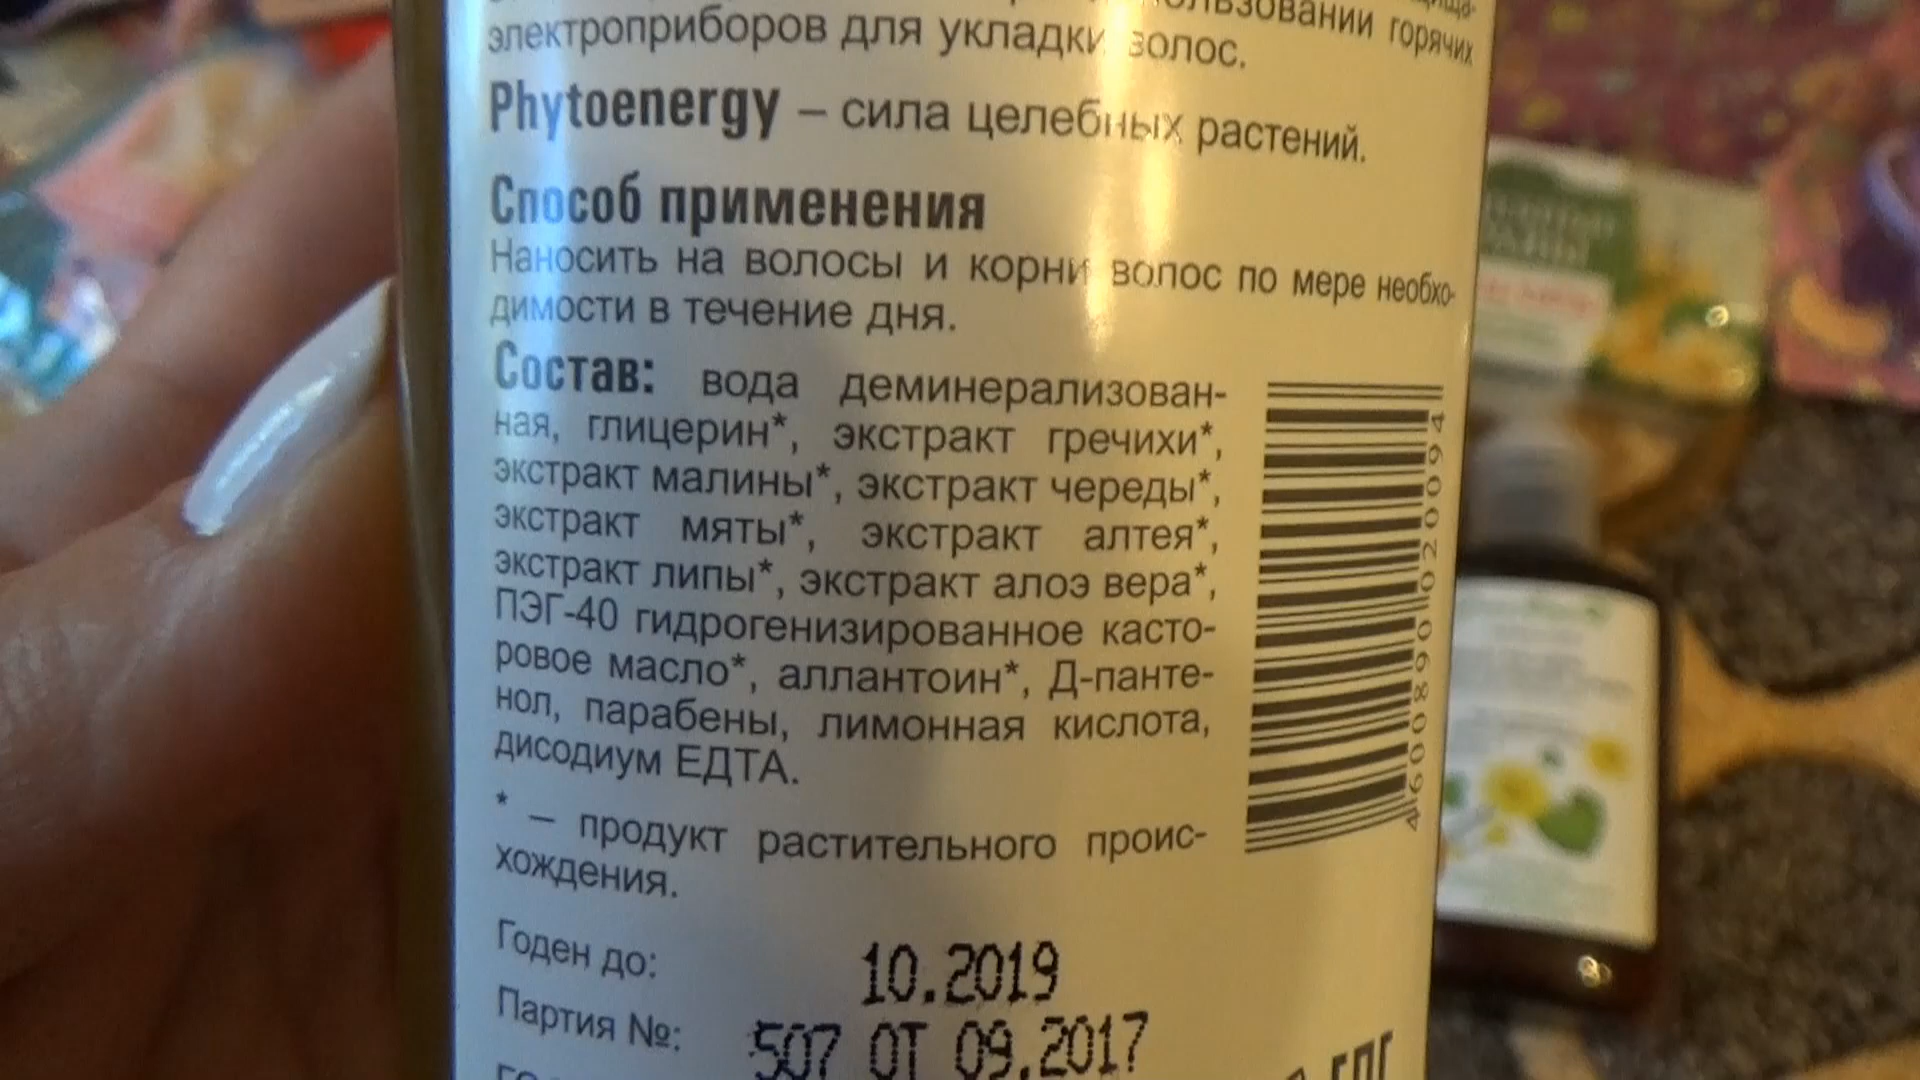 горячих
электроприборов для укладки волос.
Phytoenergy – сила целебных растений.
Способ применения
Наносить на волосы и корни волос по мере необхо-
димости в течение дня.
Состав: вода деминерализован-
ная, глицерин*, экстракт гречихи*,
экстракт малины*, экстракт череды*,
экстракт мяты*, экстракт алтея*,
экстракт липы*, экстракт алоэ вера*,
ПЭГ-40 гидрогенизированное касто-
ровое масло*, аллантоин*, Д-панте-
нол, парабены, лимонная кислота,
дисодиум ЕДТА.
* – продукт растительного проис-
хождения.
4600890020094
Годен до: 10.2019
Партия №: 507 ОТ 09.2017